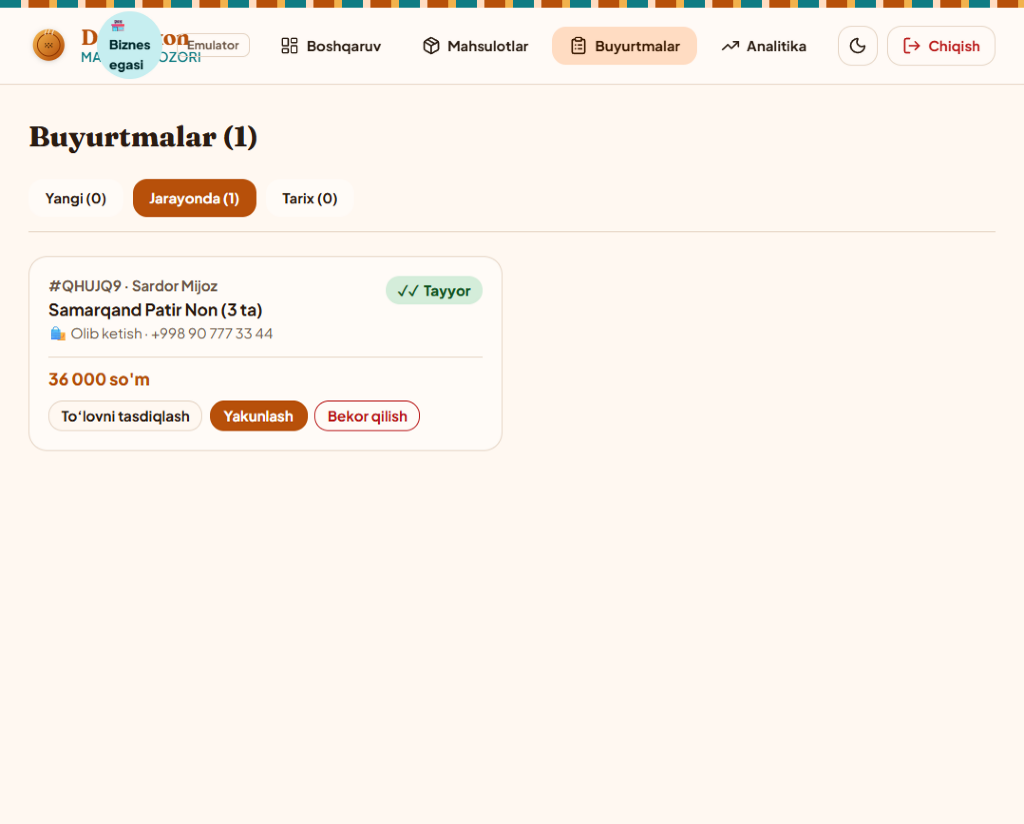 Biznes
egasi
Emulator
Boshqaruv
Mahsulotlar
Buyurtmalar
Analitika
Chiqish
Buyurtmalar (1)
Yangi (0)
Jarayonda (1)
Tarix (0)
#QHUJQ9 · Sardor Mijoz
✓✓ Tayyor
Samarqand Patir Non (3 ta)
Olib ketish · +998 90 777 33 44
36 000 so'm
Toʻlovni tasdiqlash
Yakunlash
Bekor qilish